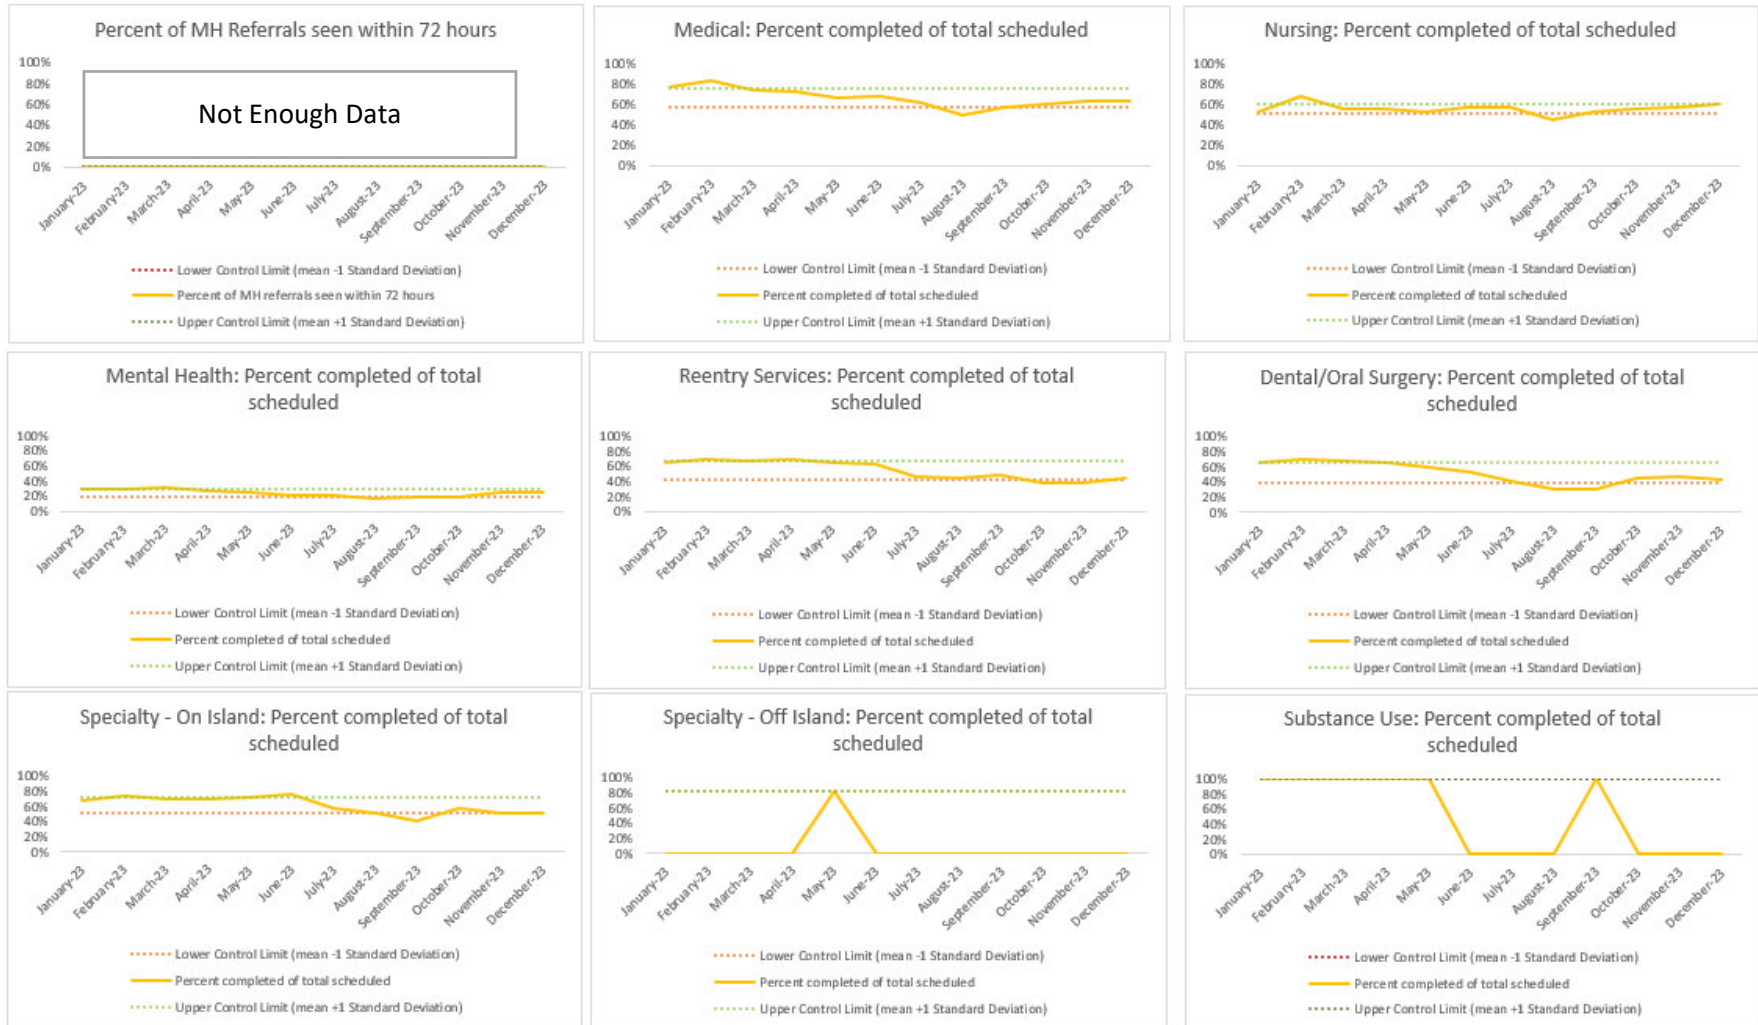 Percent of MH Referrals seen within 72 hours
100%
80%
60%
40%
20%
0%
Not Enough Data
January-23
February-23
March-23
April-23
May-23
June-23
July-23
August-23
September-23
October-23
November-23
December-23
Lower Control Limit (mean -1 Standard Deviation)
Percent of MH referrals seen within 72 hours
Upper Control Limit (mean +1 Standard Deviation)
Medical: Percent completed of total scheduled
100%
80%
60%
40%
20%
0%
January-23
February-23
March-23
April-23
May-23
June-23
July-23
August-23
September-23
October-23
November-23
December-23
Lower Control Limit (mean -1 Standard Deviation)
Percent completed of total scheduled
Upper Control Limit (mean +1 Standard Deviation)
Nursing: Percent completed of total scheduled
100%
80%
60%
40%
20%
0%
January-23
February-23
March-23
April-23
May-23
June-23
July-23
August-23
September-23
October-23
November-23
December-23
Lower Control Limit (mean -1 Standard Deviation)
Percent completed of total scheduled
Upper Control Limit (mean +1 Standard Deviation)
Mental Health: Percent completed of total
scheduled
100%
80%
60%
40%
20%
0%
January-23
February-23
March-23
April-23
May-23
June-23
July-23
August-23
September-23
October-23
November-23
December-23
Lower Control Limit (mean -1 Standard Deviation)
Percent completed of total scheduled
Upper Control Limit (mean +1 Standard Deviation)
Reentry Services: Percent completed of total
scheduled
100%
80%
60%
40%
20%
0%
January-23
February-23
March-23
April-23
May-23
June-23
July-23
August-23
September-23
October-23
November-23
December-23
Lower Control Limit (mean -1 Standard Deviation)
Percent completed of total scheduled
Upper Control Limit (mean +1 Standard Deviation)
Dental/Oral Surgery: Percent completed of total
scheduled
100%
80%
60%
40%
20%
0%
January-23
February-23
March-23
April-23
May-23
June-23
July-23
August-23
September-23
October-23
November-23
December-23
Lower Control Limit (mean -1 Standard Deviation)
Percent completed of total scheduled
Upper Control Limit (mean +1 Standard Deviation)
Specialty - On Island: Percent completed of total
scheduled
100%
80%
60%
40%
20%
0%
January-23
February-23
March-23
April-23
May-23
June-23
July-23
August-23
September-23
October-23
November-23
December-23
Lower Control Limit (mean -1 Standard Deviation)
Percent completed of total scheduled
Upper Control Limit (mean +1 Standard Deviation)
Specialty - Off Island: Percent completed of total
scheduled
100%
80%
60%
40%
20%
0%
January-23
February-23
March-23
April-23
May-23
June-23
July-23
August-23
September-23
October-23
November-23
December-23
Lower Control Limit (mean -1 Standard Deviation)
Percent completed of total scheduled
Upper Control Limit (mean +1 Standard Deviation)
Substance Use: Percent completed of total
scheduled
100%
80%
60%
40%
20%
0%
January-23
February-23
March-23
April-23
May-23
June-23
July-23
August-23
September-23
October-23
November-23
December-23
Lower Control Limit (mean -1 Standard Deviation)
Percent completed of total scheduled
Upper Control Limit (mean +1 Standard Deviation)